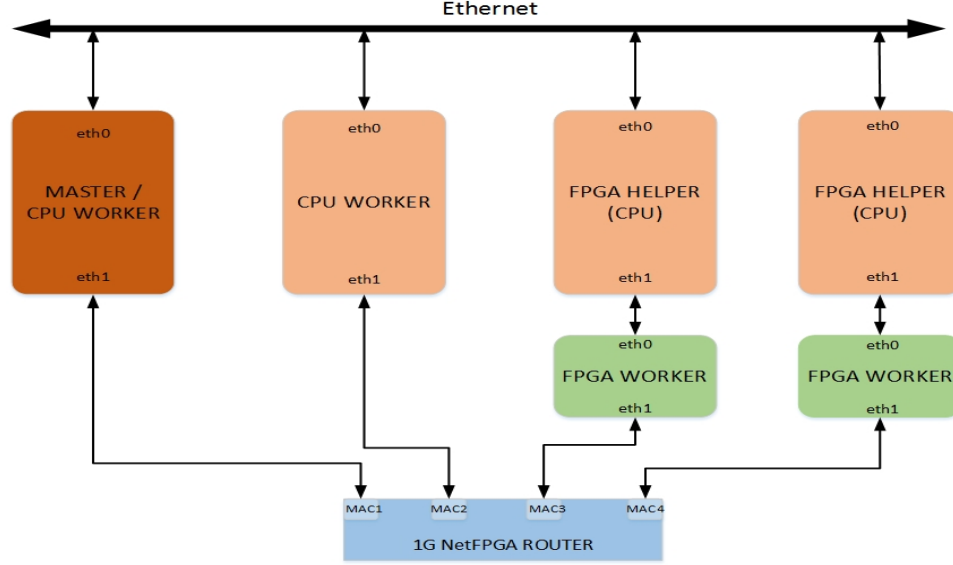 Ethernet
eth0
eth0
eth0
eth0
MASTER /
CPU WORKER
CPU WORKER
FPGA HELPER
(CPU)
FPGA HELPER
(CPU)
eth1
eth1
eth1
eth1
eth0
eth0
FPGA WORKER
FPGA WORKER
eth1
eth1
MAC1
MAC2
MAC3
MAC4
1G NetFPGA ROUTER